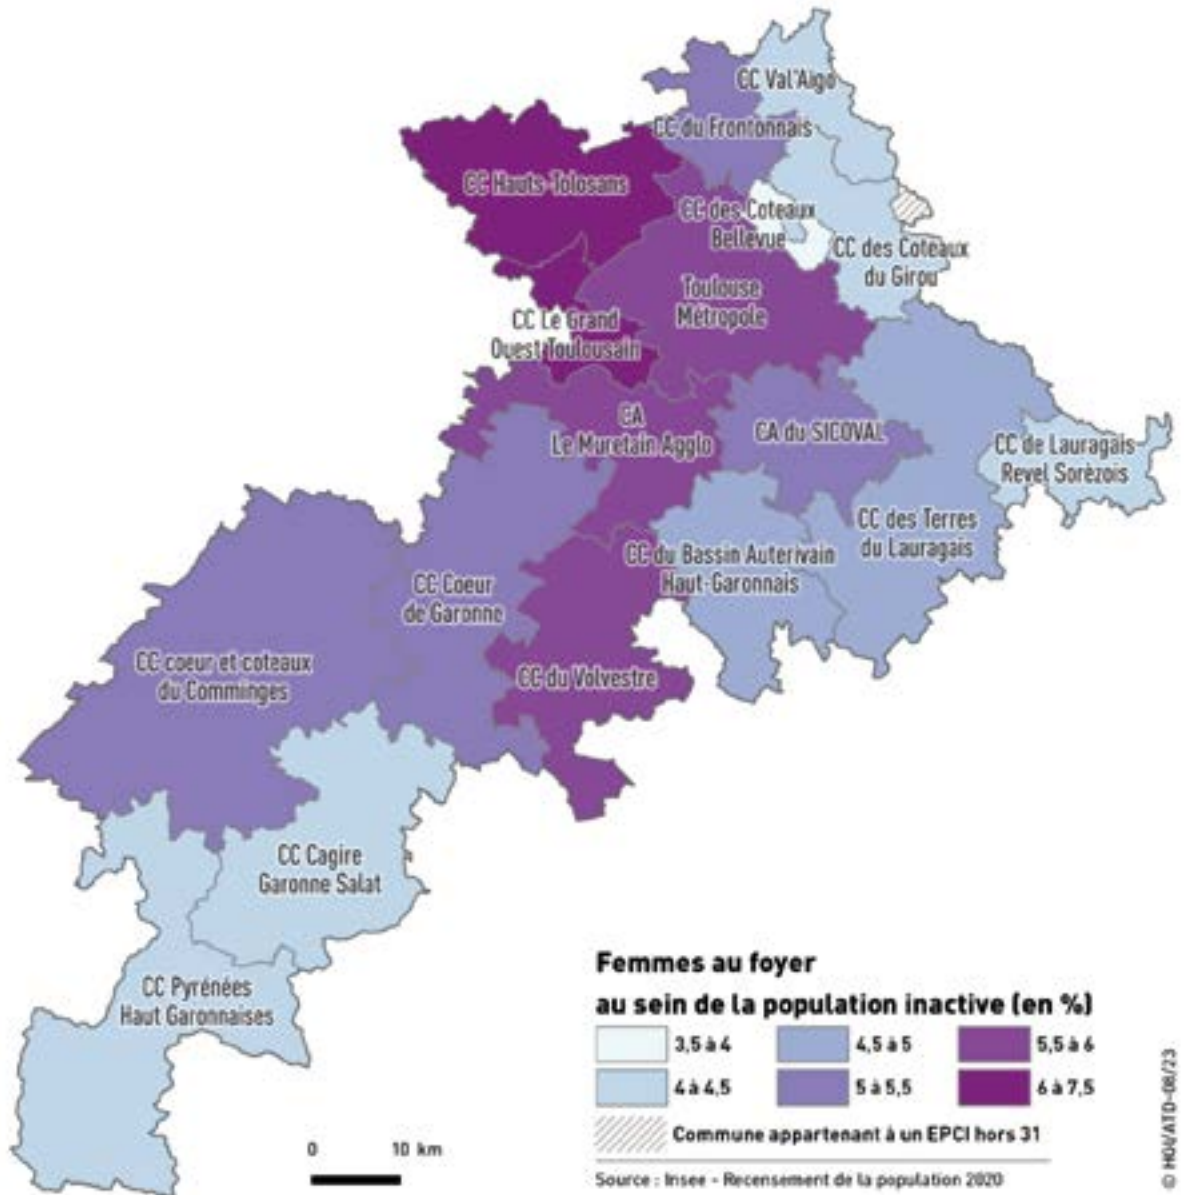 CC Val'Aïgo
CC du Frontonnais
CC Hauts-Tolosans
CC des Coteaux
Bellevue
CC des Coteaux
du Girou
Toulouse
Métropole
CC Le Grand
Ouest Toulousain
CA
Le Muretain Agglo
CA du SICOVAL
CC de Lauragais
Revel Sorèzois
CC des Terres
du Lauragais
CC du Bassin Auterivain
Haut-Garonnais
CC Coeur
de Garonne
CC coeur et coteaux
du Comminges
CC du Volvestre
CC Cagire
Garonne Salat
CC Pyrénées
Haut Garonnaises
Femmes au foyer
au sein de la population inactive (en %)
3,5 à 4
4,5 à 5
5,5 à 6
4 à 4,5
5 à 5,5
6 à 7,5
Commune appartenant à un EPCI hors 31
Source : Insee - Recensement de la population 2020
0 10 km
© HGI/ATD-08/23